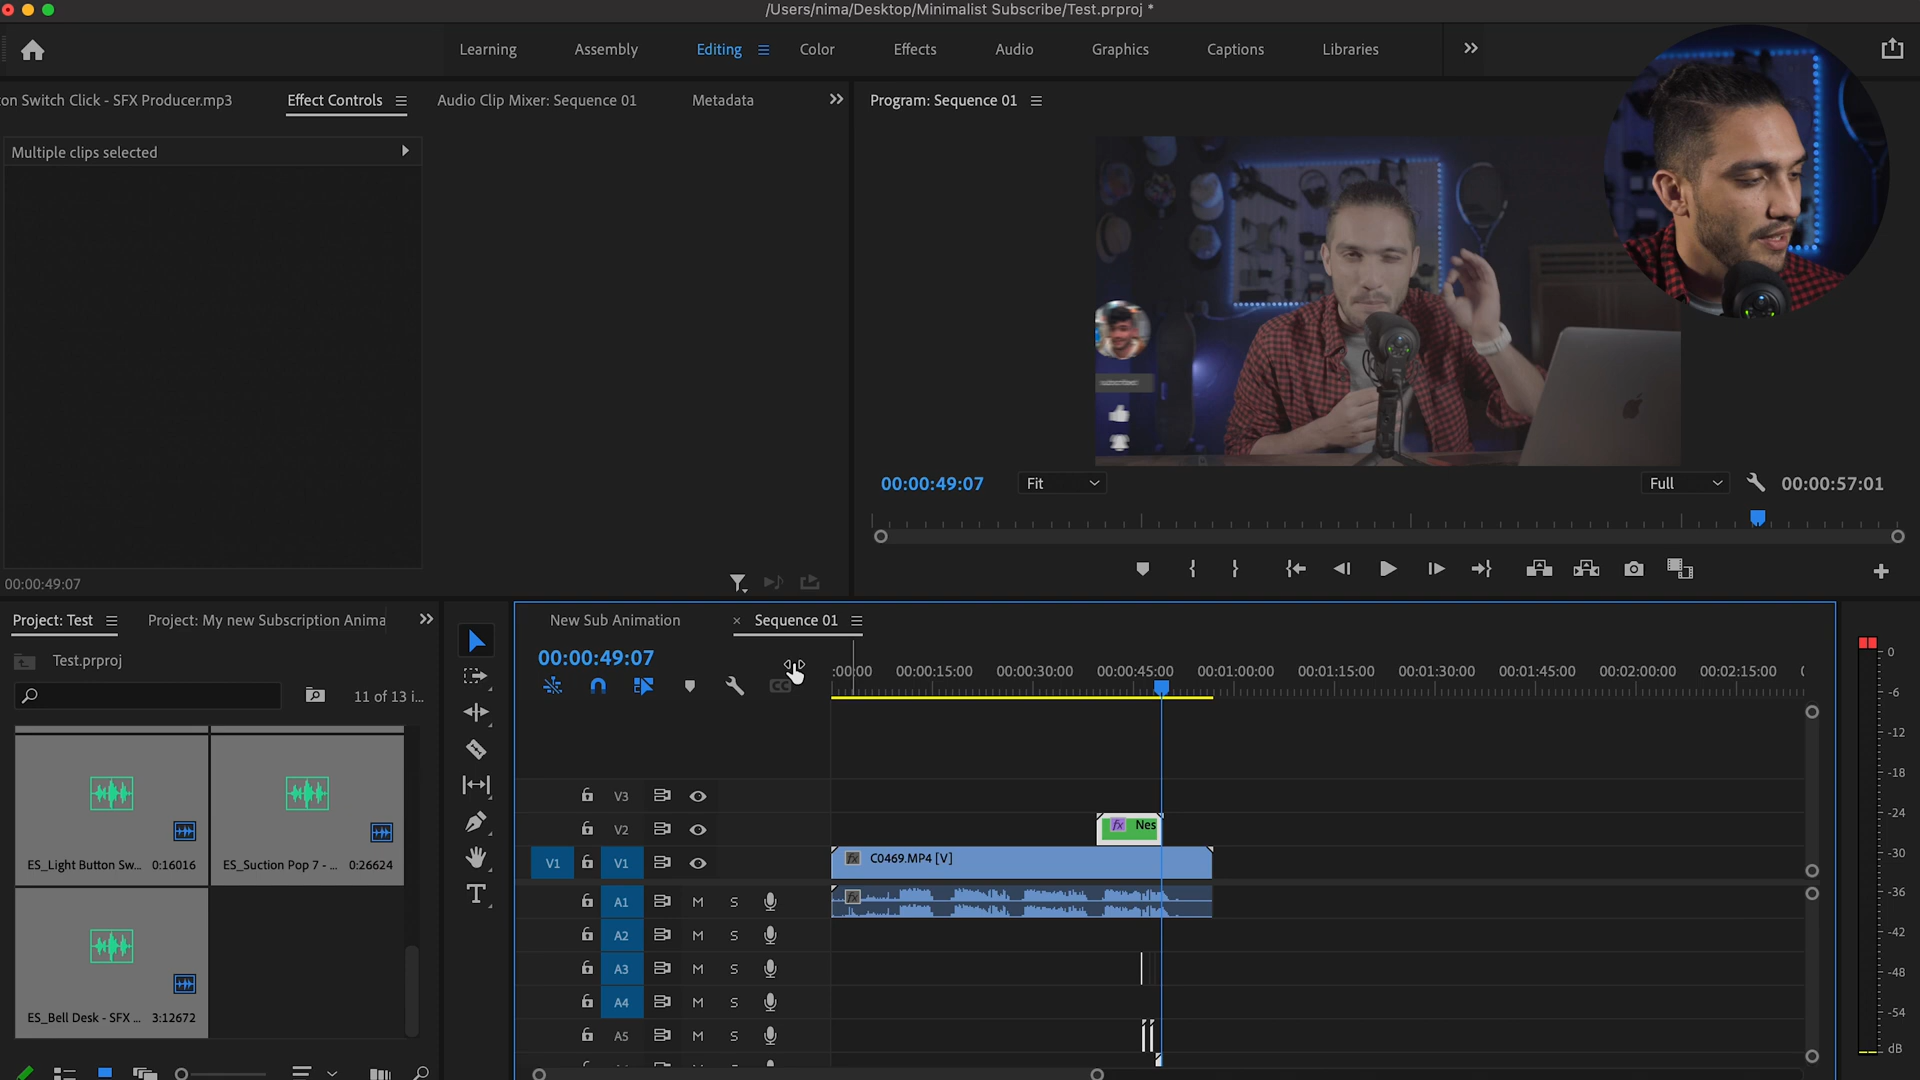 /Users/nima/Desktop/Minimalist Subscribe/Test.prproj *
Learning
Assembly
Editing
Color
Effects
Audio
Graphics
Captions
Libraries
on Switch Click - SFX Producer.mp3
Effect Controls
Audio Clip Mixer: Sequence 01
Metadata
Program: Sequence 01
Multiple clips selected
00:00:49:07
Fit
Full
00:00:57:01
00:00:49:07
Project: Test
Project: My new Subscription Anima
New Sub Animation
× Sequence 01
Test.prproj
11 of 13 i...
00:00:49:07
:00:00
00:00:15:00
00:00:30:00
00:00:45:00
00:01:00:00
00:01:15:00
00:01:30:00
00:01:45:00
00:02:00:00
00:02:15:00
ES_Light Button Sw... 0:16016
ES_Suction Pop 7 - ... 0:26624
ES_Bell Desk - SFX ... 3:12672
V3
V2
fx Nes
V1 V1
fx C0469.MP4 [V]
A1 M S
fx
A2 M S
A3 M S
A4 M S
A5 M S
0
-6
-12
-18
-24
-30
-36
-42
-48
-54
dB